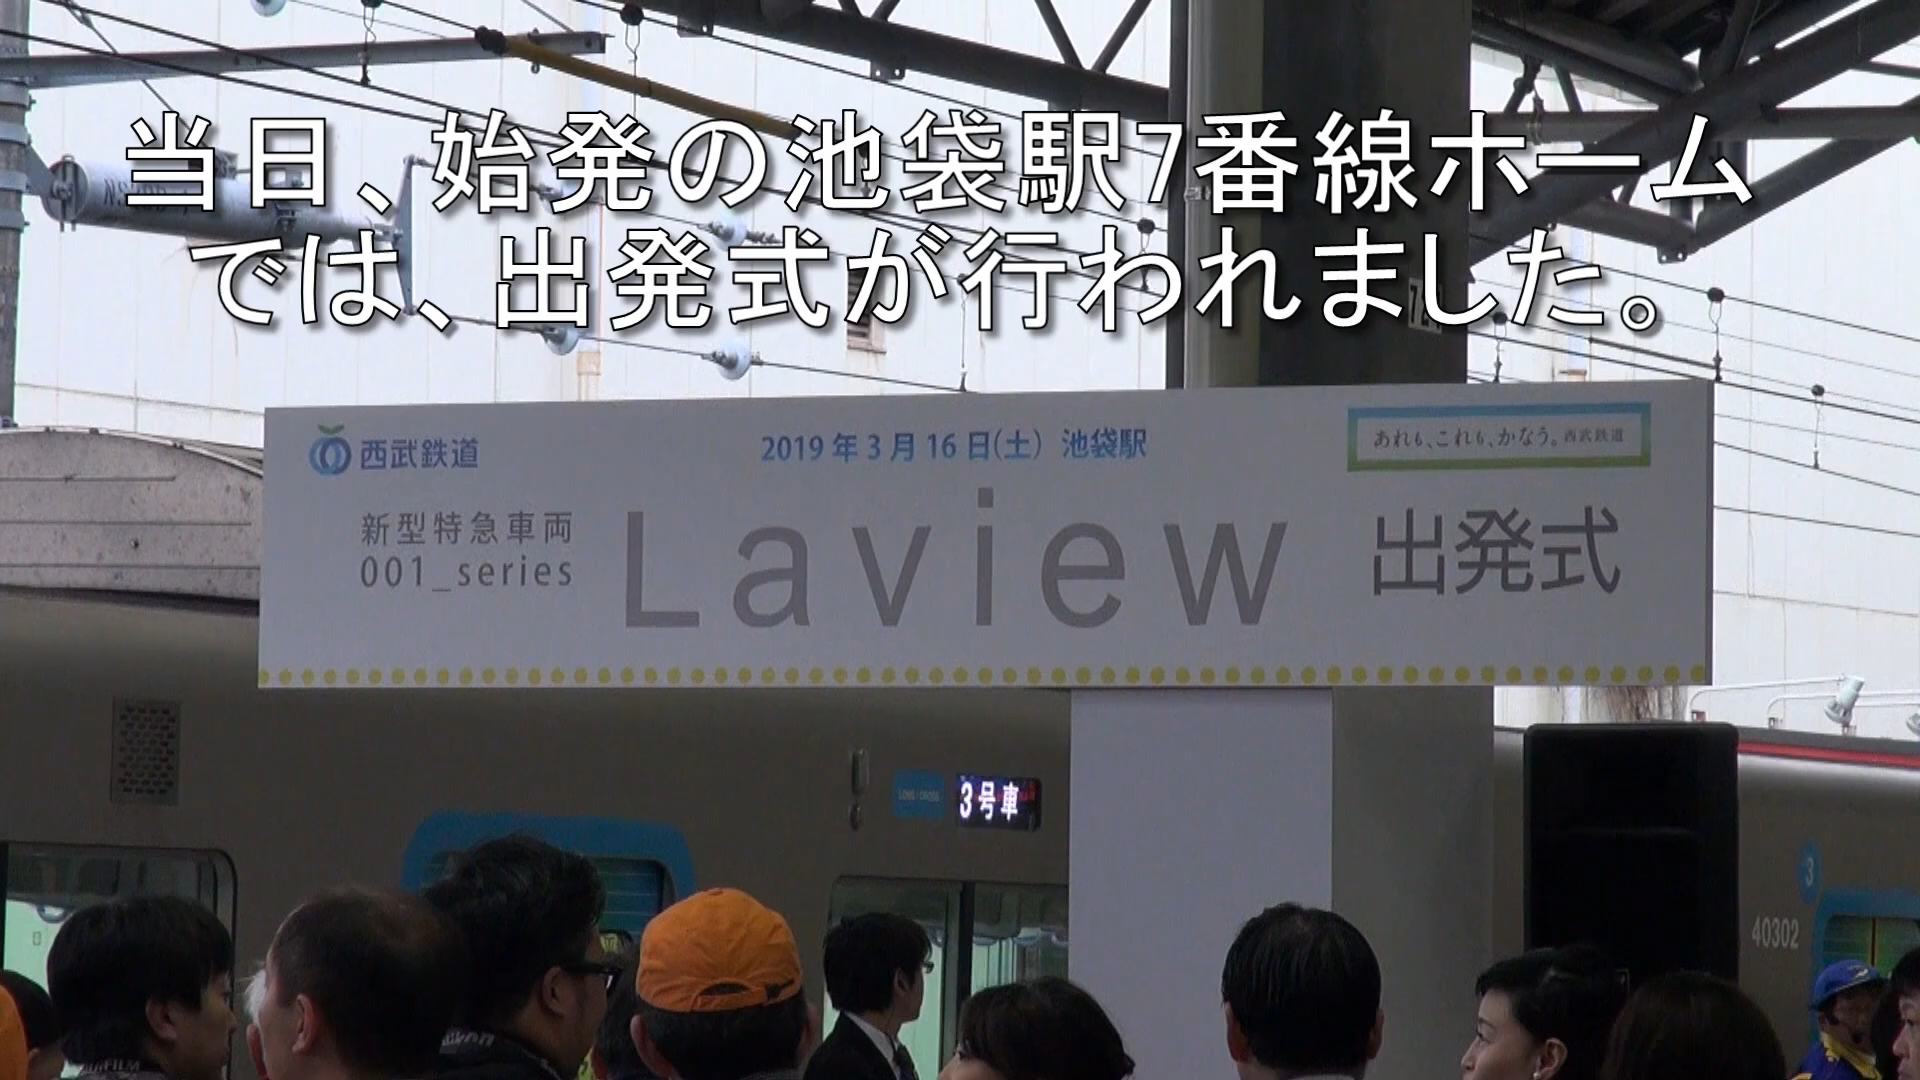 当日、始発の池袋駅7番線ホーム
では、出発式が行われました。
西武鉄道
2019年3月16日(土) 池袋駅
あれも、これも、かなう。西武鉄道
新型特急車両
001_series
Laview
出発式
LONG / CROSS
3号車
3
40302